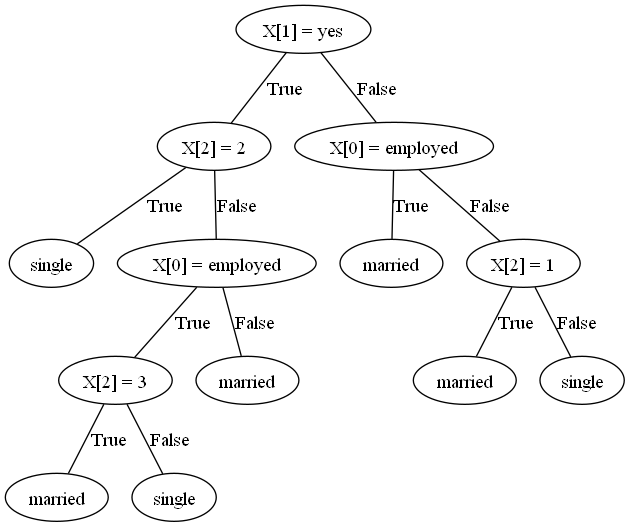 X[1] = yes
True
False
X[2] = 2
X[0] = employed
True
False
True
False
single
X[0] = employed
married
X[2] = 1
True
False
True
False
X[2] = 3
married
married
single
True
False
married
single